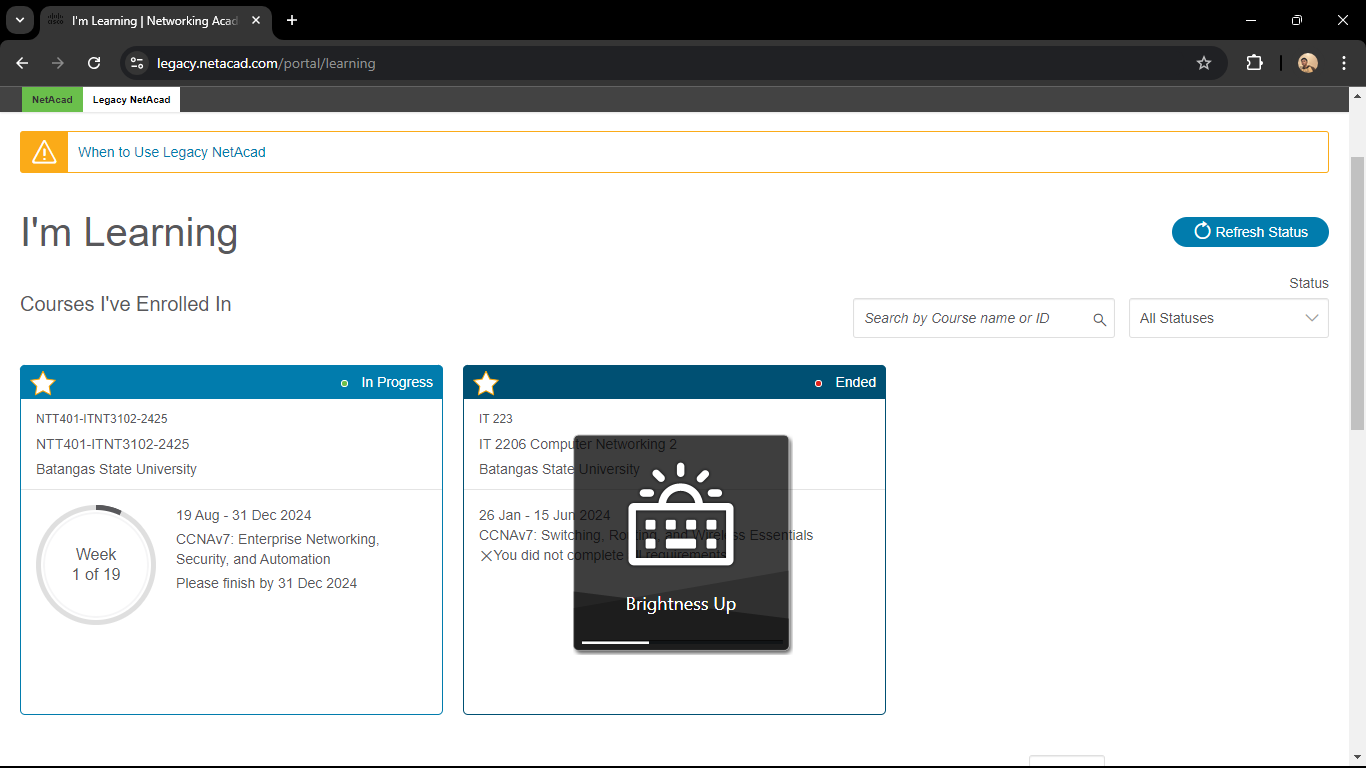 I'm Learning | Networking Acad
legacy.netacad.com/portal/learning
NetAcad
Legacy NetAcad
When to Use Legacy NetAcad
I'm Learning
Refresh Status
Status
Courses I've Enrolled In
Search by Course name or ID
All Statuses
In Progress
NTT401-ITNT3102-2425
NTT401-ITNT3102-2425
Batangas State University
Week
1 of 19
19 Aug - 31 Dec 2024
CCNAv7: Enterprise Networking,
Security, and Automation
Please finish by 31 Dec 2024
Ended
IT 223
IT 2206 Computer Networking 2
Batangas State University
26 Jan - 15 Jun 2024
CCNAv7: Switching, Routing, and Wireless Essentials
You did not complete all requirements
Brightness Up